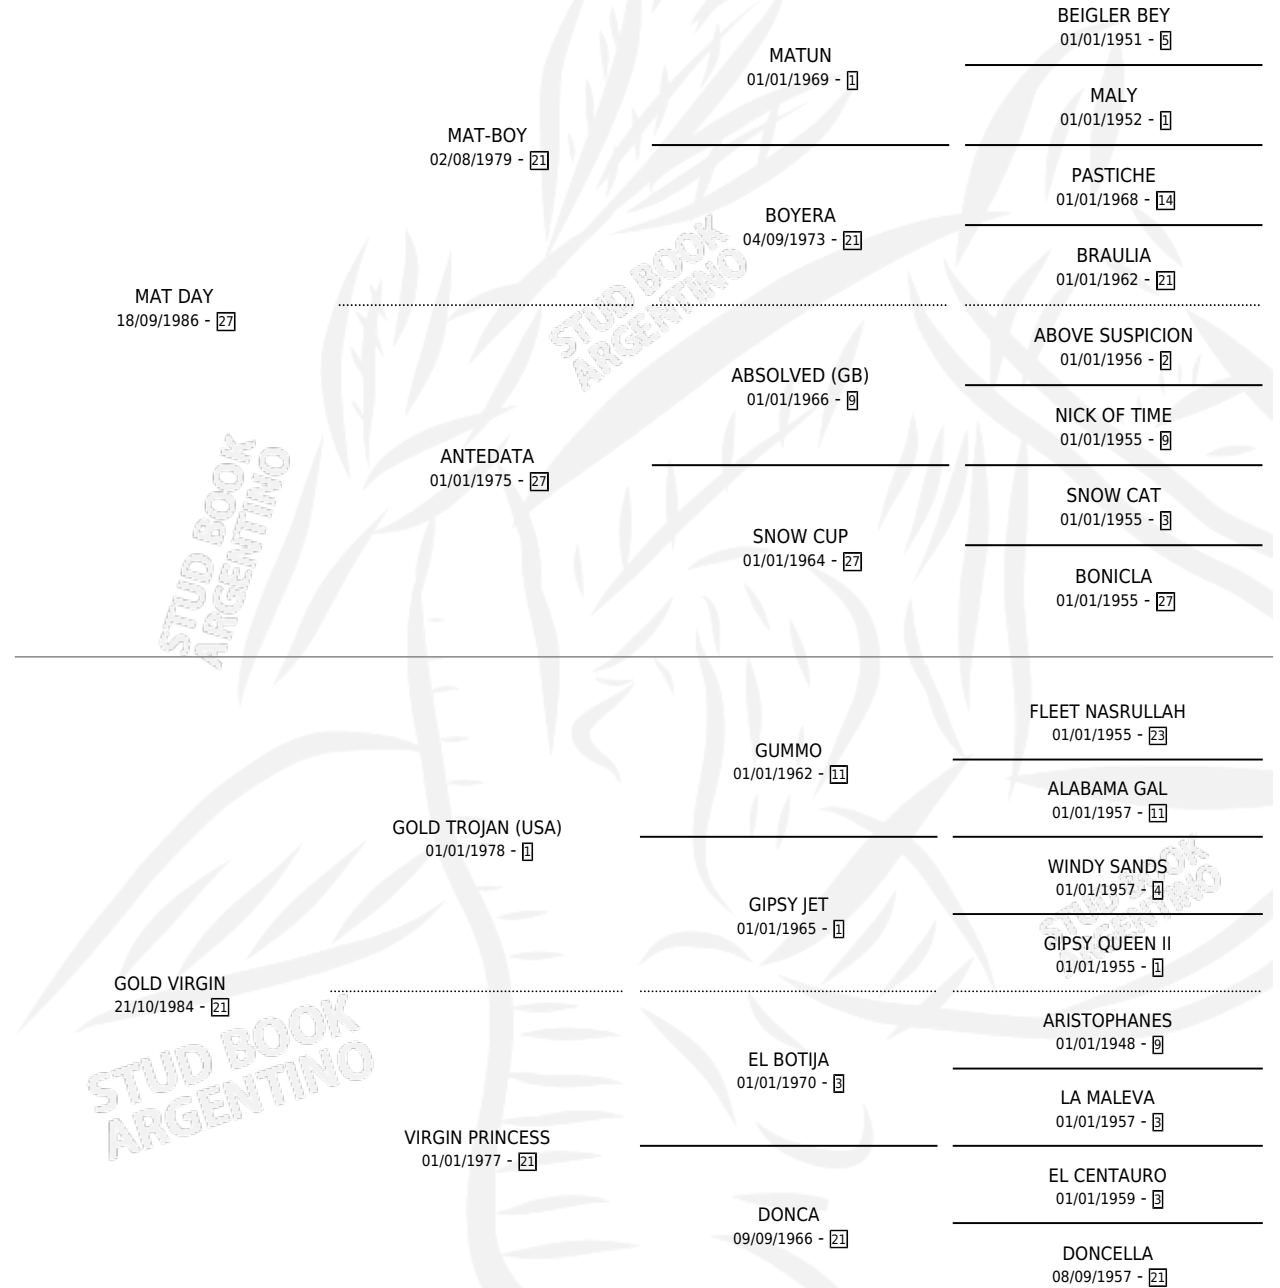 BEIGLER BEY
01/01/1951 - 5
MATUN
01/01/1969 - 1
MALY
01/01/1952 - 1
MAT-BOY
02/08/1979 - 21
PASTICHE
01/01/1968 - 14
BOYERA
04/09/1973 - 21
BRAULIA
01/01/1962 - 21
MAT DAY
18/09/1986 - 27
STUD BOOK
ARGENTINO
ABOVE SUSPICION
01/01/1956 - 2
ABSOLVED (GB)
01/01/1966 - 9
NICK OF TIME
01/01/1955 - 9
ANTEDATA
01/01/1975 - 27
SNOW CAT
01/01/1955 - 3
SNOW CUP
01/01/1964 - 27
BONICLA
01/01/1955 - 27
STUD BOOK
ARGENTINO
FLEET NASRULLAH
01/01/1955 - 23
GUMMO
01/01/1962 - 11
ALABAMA GAL
01/01/1957 - 11
GOLD TROJAN (USA)
01/01/1978 - 1
WINDY SANDS
01/01/1957 - 4
GIPSY JET
01/01/1965 - 1
STUD BOOK
ARGENTINO
GIPSY QUEEN II
01/01/1955 - 1
GOLD VIRGIN
21/10/1984 - 21
ARISTOPHANES
01/01/1948 - 9
EL BOTIJA
01/01/1970 - 3
LA MALEVA
01/01/1957 - 3
STUD BOOK
ARGENTINO
VIRGIN PRINCESS
01/01/1977 - 21
EL CENTAURO
01/01/1959 - 3
DONCA
09/09/1966 - 21
DONCELLA
08/09/1957 - 21